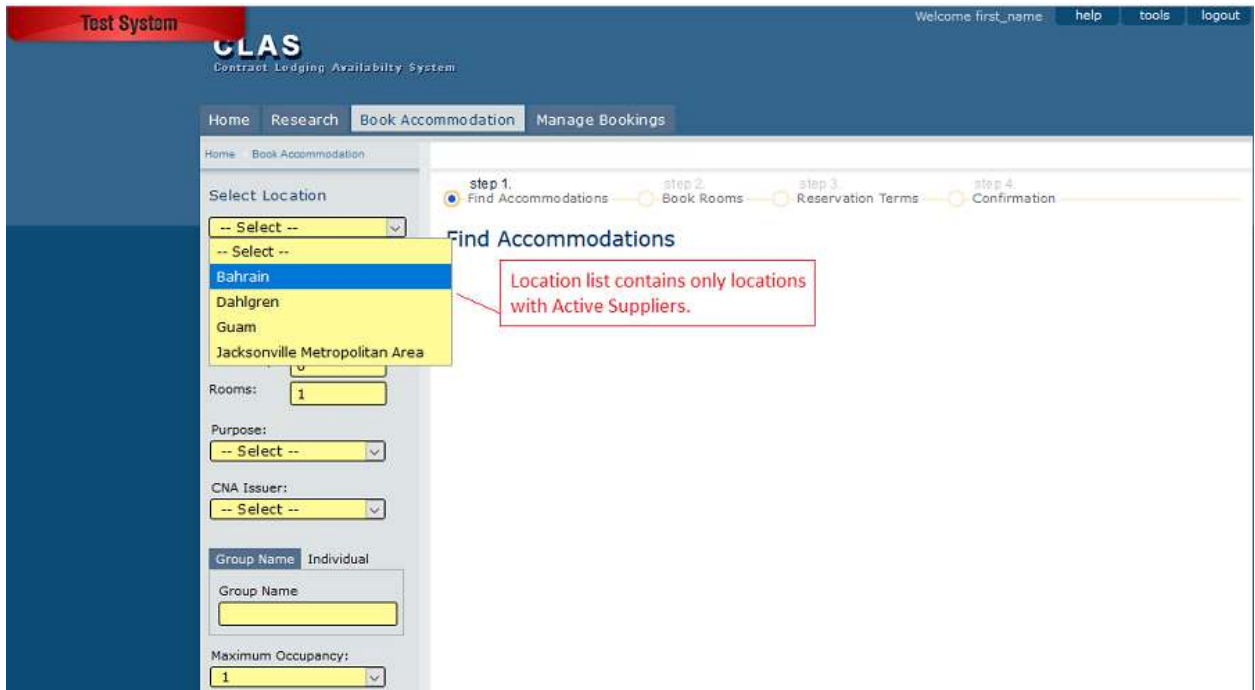 Test System
Welcome first_name help tools logout
CLAS
Contract Lodging Availabilty System
Home Research Book Accommodation Manage Bookings
Home Book Accommodation
Select Location
-- Select --
-- Select --
Bahrain
Dahlgren
Guam
Jacksonville Metropolitan Area
Rooms:
1
Purpose:
-- Select --
CNA Issuer:
-- Select --
Group Name Individual
Group Name
Maximum Occupancy:
1
step 1. step 2. step 3. step 4.
Find Accommodations Book Rooms Reservation Terms Confirmation
Find Accommodations
Location list contains only locations
with Active Suppliers.